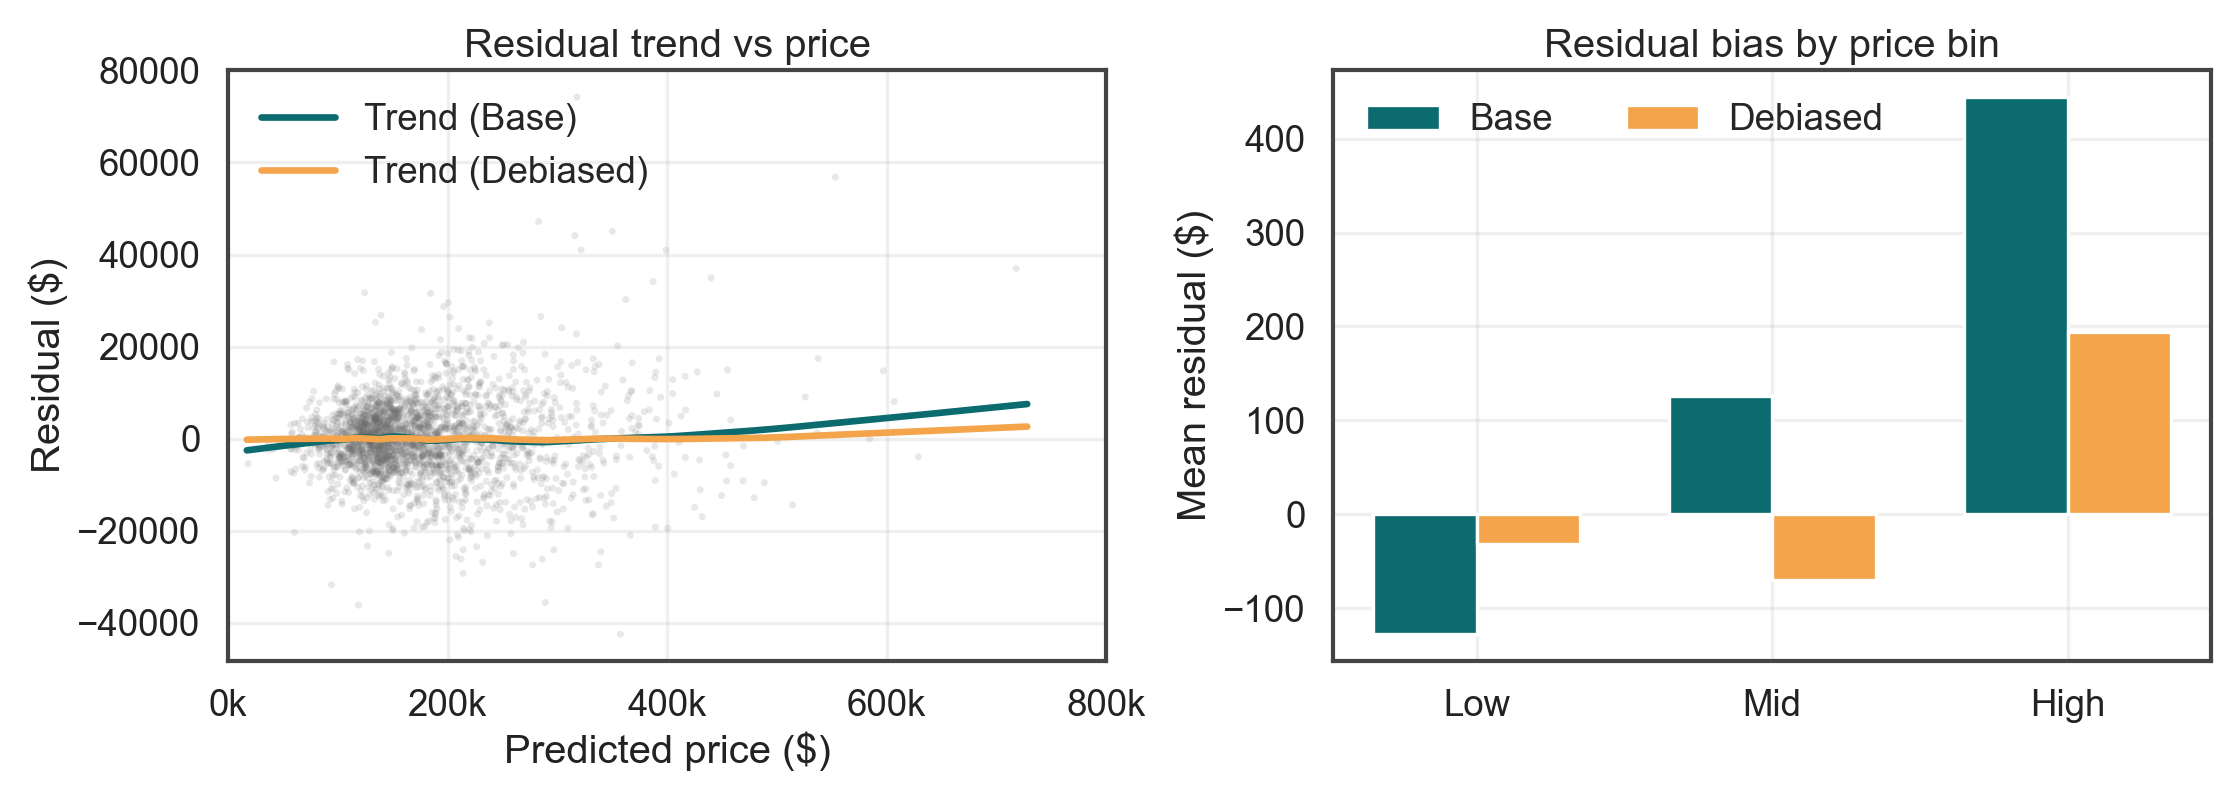 Residual trend vs price
80000
60000
40000
20000
0
−20000
−40000
Residual ($)
Trend (Base)
Trend (Debiased)
0k 200k 400k 600k 800k
Predicted price ($)
Residual bias by price bin
400
300
200
100
0
−100
Mean residual ($)
Base Debiased
Low Mid High